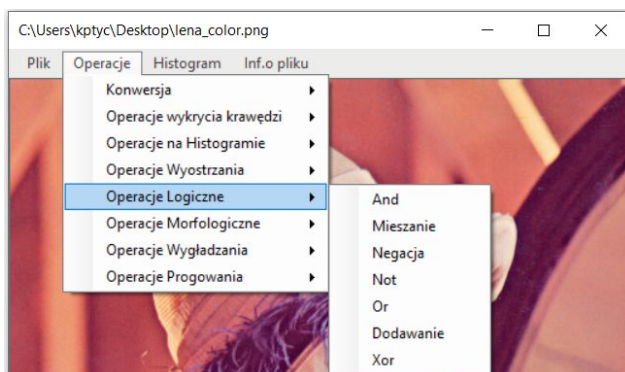 C:\Users\kptyc\Desktop\lena_color.png
Plik Operacje Histogram Inf.o pliku
Konwersja
Operacje wykrycia krawędzi
Operacje na Histogramie
Operacje Wyostrzania
Operacje Logiczne
Operacje Morfologiczne
Operacje Wygładzania
Operacje Progowania
And
Mieszanie
Negacja
Not
Or
Dodawanie
Xor